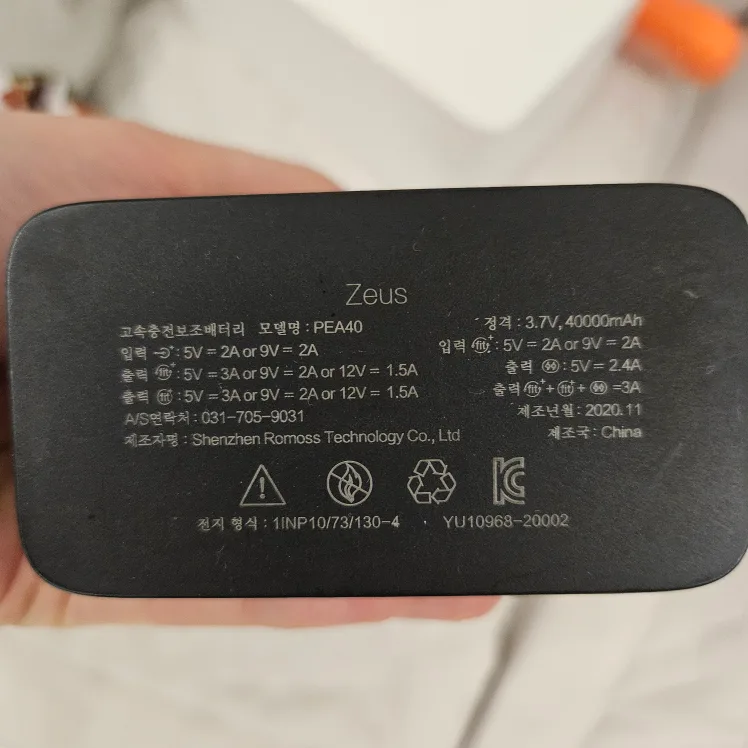 Zeus
고속충전보조배터리 모델명 : PEA40
정격 : 3.7V, 40000mAh
입력 : 5V = 2A or 9V = 2A
입력 fit+ : 5V = 2A or 9V = 2A
출력 fit+ : 5V = 3A or 9V = 2A or 12V = 1.5A
출력 : 5V = 2.4A
출력 fit : 5V = 3A or 9V = 2A or 12V = 1.5A
출력 fit+ + fit + =3A
A/S연락처 : 031-705-9031
제조년월 : 2020.11
제조자명 : Shenzhen Romoss Technology Co., Ltd
제조국 : China
전지 형식 : 1INP10/73/130-4
YU10968-20002